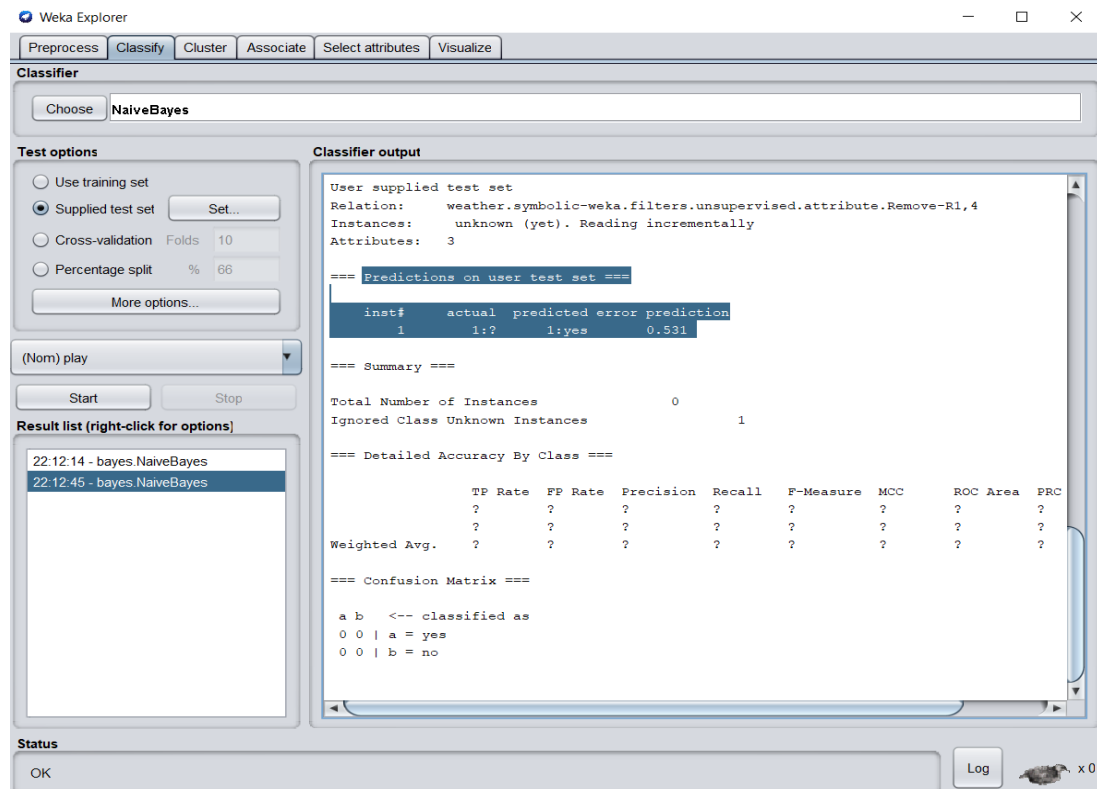 Weka Explorer
Preprocess Classify Cluster Associate Select attributes Visualize
Classifier
Choose NaiveBayes
Test options
Use training set
Supplied test set Set...
Cross-validation Folds 10
Percentage split % 66
More options...
(Nom) play
Start Stop
Result list (right-click for options)
22:12:14 - bayes.NaiveBayes
22:12:45 - bayes.NaiveBayes
Classifier output
User supplied test set
Relation: weather.symbolic-weka.filters.unsupervised.attribute.Remove-R1,4
Instances: unknown (yet). Reading incrementally
Attributes: 3
=== Predictions on user test set ===
inst# actual predicted error prediction
1 1:? 1:yes 0.531
=== Summary ===
Total Number of Instances 0
Ignored Class Unknown Instances 1
=== Detailed Accuracy By Class ===
TP Rate FP Rate Precision Recall F-Measure MCC ROC Area PRC
? ? ? ? ? ? ? ?
? ? ? ? ? ? ? ?
Weighted Avg. ? ? ? ? ? ? ? ?
=== Confusion Matrix ===
a b <-- classified as
0 0 | a = yes
0 0 | b = no
Status
OK
Log
x 0